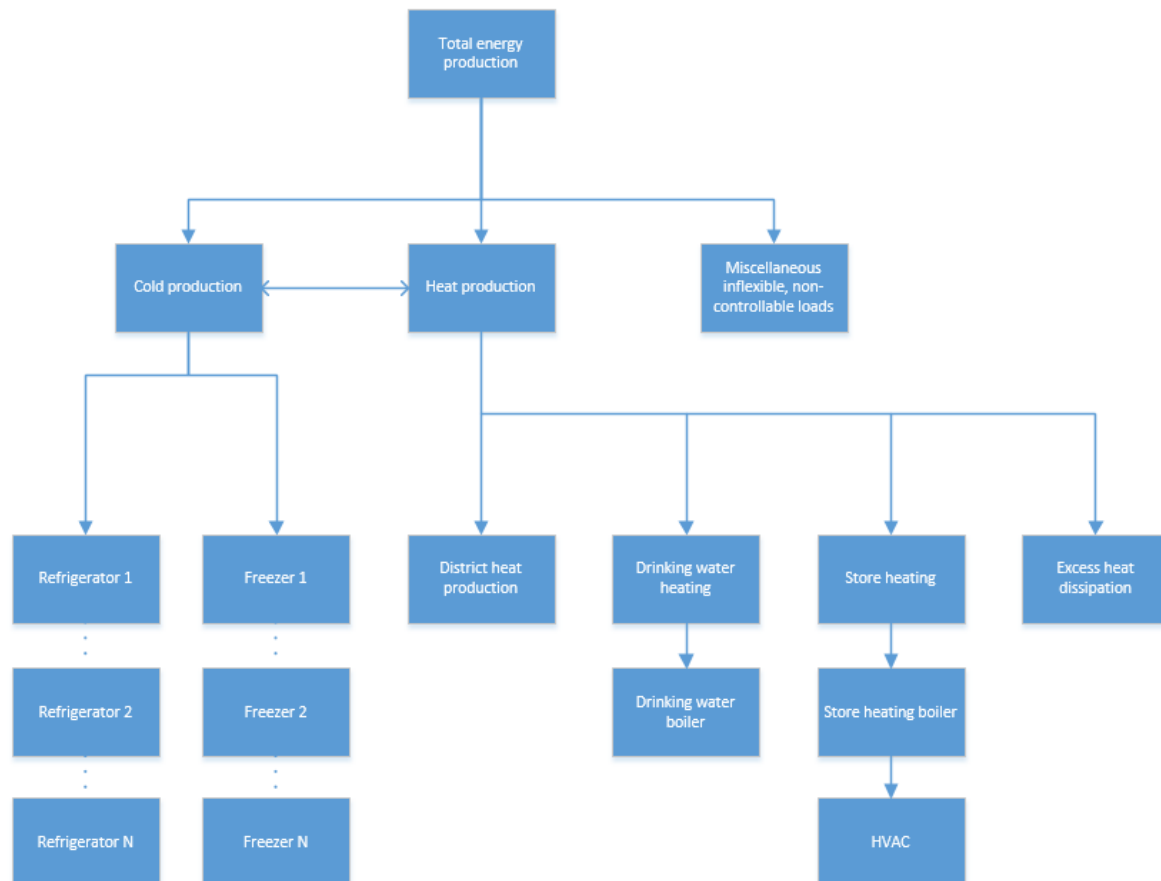 Total energy
production
Cold production
Heat production
Miscellaneous
inflexible, non-
controllable loads
Refrigerator 1
Freezer 1
District heat
production
Drinking water
heating
Store heating
Excess heat
dissipation
Refrigerator 2
Freezer 2
Drinking water
boiler
Store heating boiler
Refrigerator N
Freezer N
HVAC